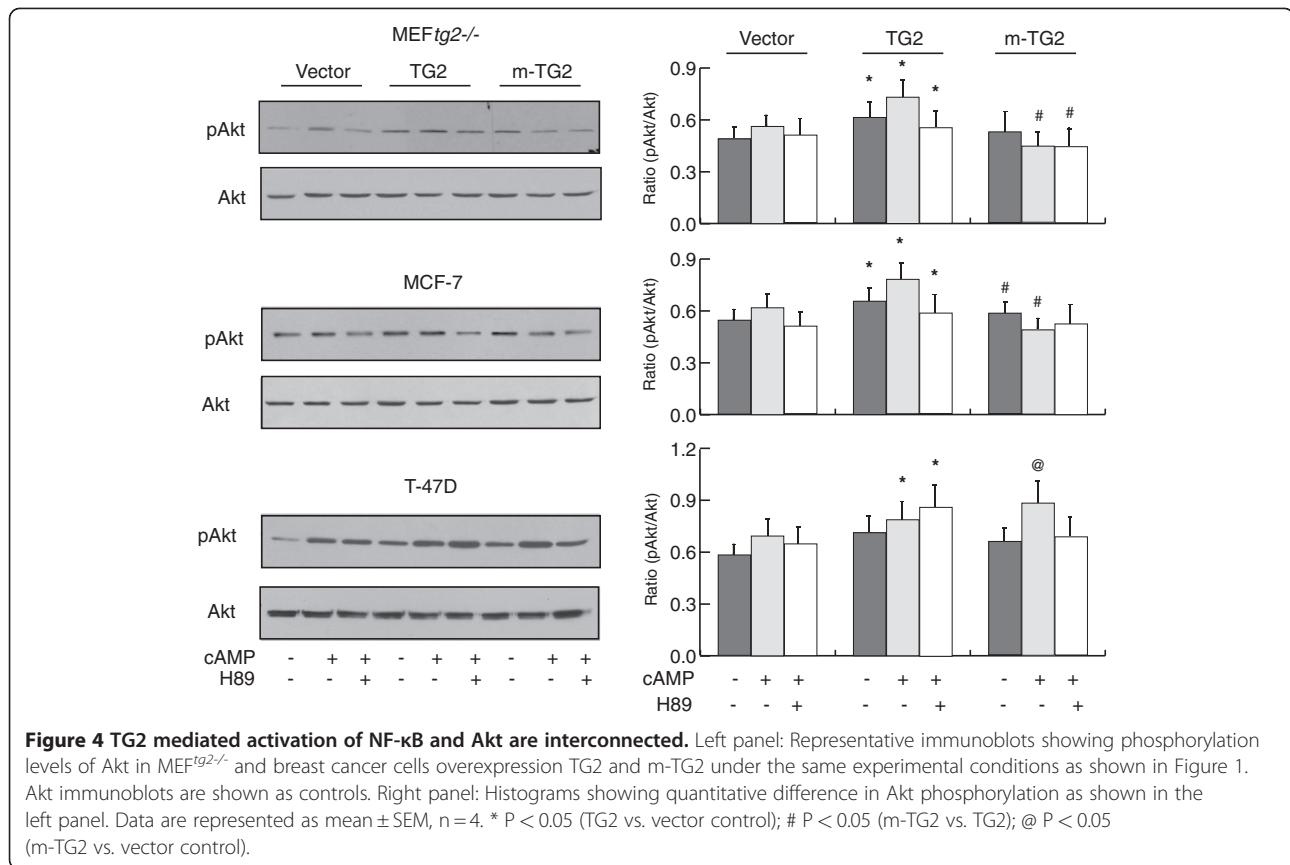 MEFtg2-/-
Vector TG2 m-TG2
pAkt
Akt
MCF-7
pAkt
Akt
T-47D
pAkt
Akt
cAMP - + + - + + - + +
H89 - - + - - + - - +
Vector TG2 m-TG2
Ratio (pAkt/Akt)
0.9
0.6
0.3
0.0
* * * # #
Ratio (pAkt/Akt)
0.9
0.6
0.3
0.0
* * * # #
Ratio (pAkt/Akt)
1.2
0.9
0.6
0.3
0.0
* * @
cAMP - + + - + + - + +
H89 - - + - - + - - +
Figure 4 TG2 mediated activation of NF-κB and Akt are interconnected. Left panel: Representative immunoblots showing phosphorylation
levels of Akt in MEFtg2-/- and breast cancer cells overexpression TG2 and m-TG2 under the same experimental conditions as shown in Figure 1.
Akt immunoblots are shown as controls. Right panel: Histograms showing quantitative difference in Akt phosphorylation as shown in the
left panel. Data are represented as mean ± SEM, n = 4. * P < 0.05 (TG2 vs. vector control); # P < 0.05 (m-TG2 vs. TG2); @ P < 0.05
(m-TG2 vs. vector control).